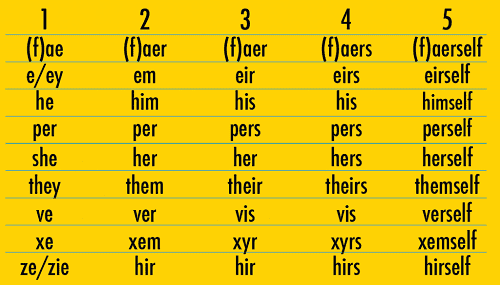 1 2 3 4 5
(f)ae (f)aer (f)aer (f)aers (f)aerself
e/ey em eir eirs eirself
he him his his himself
per per pers pers perself
she her her hers herself
they them their theirs themself
ve ver vis vis verself
xe xem xyr xyrs xemself
ze/zie hir hir hirs hirself